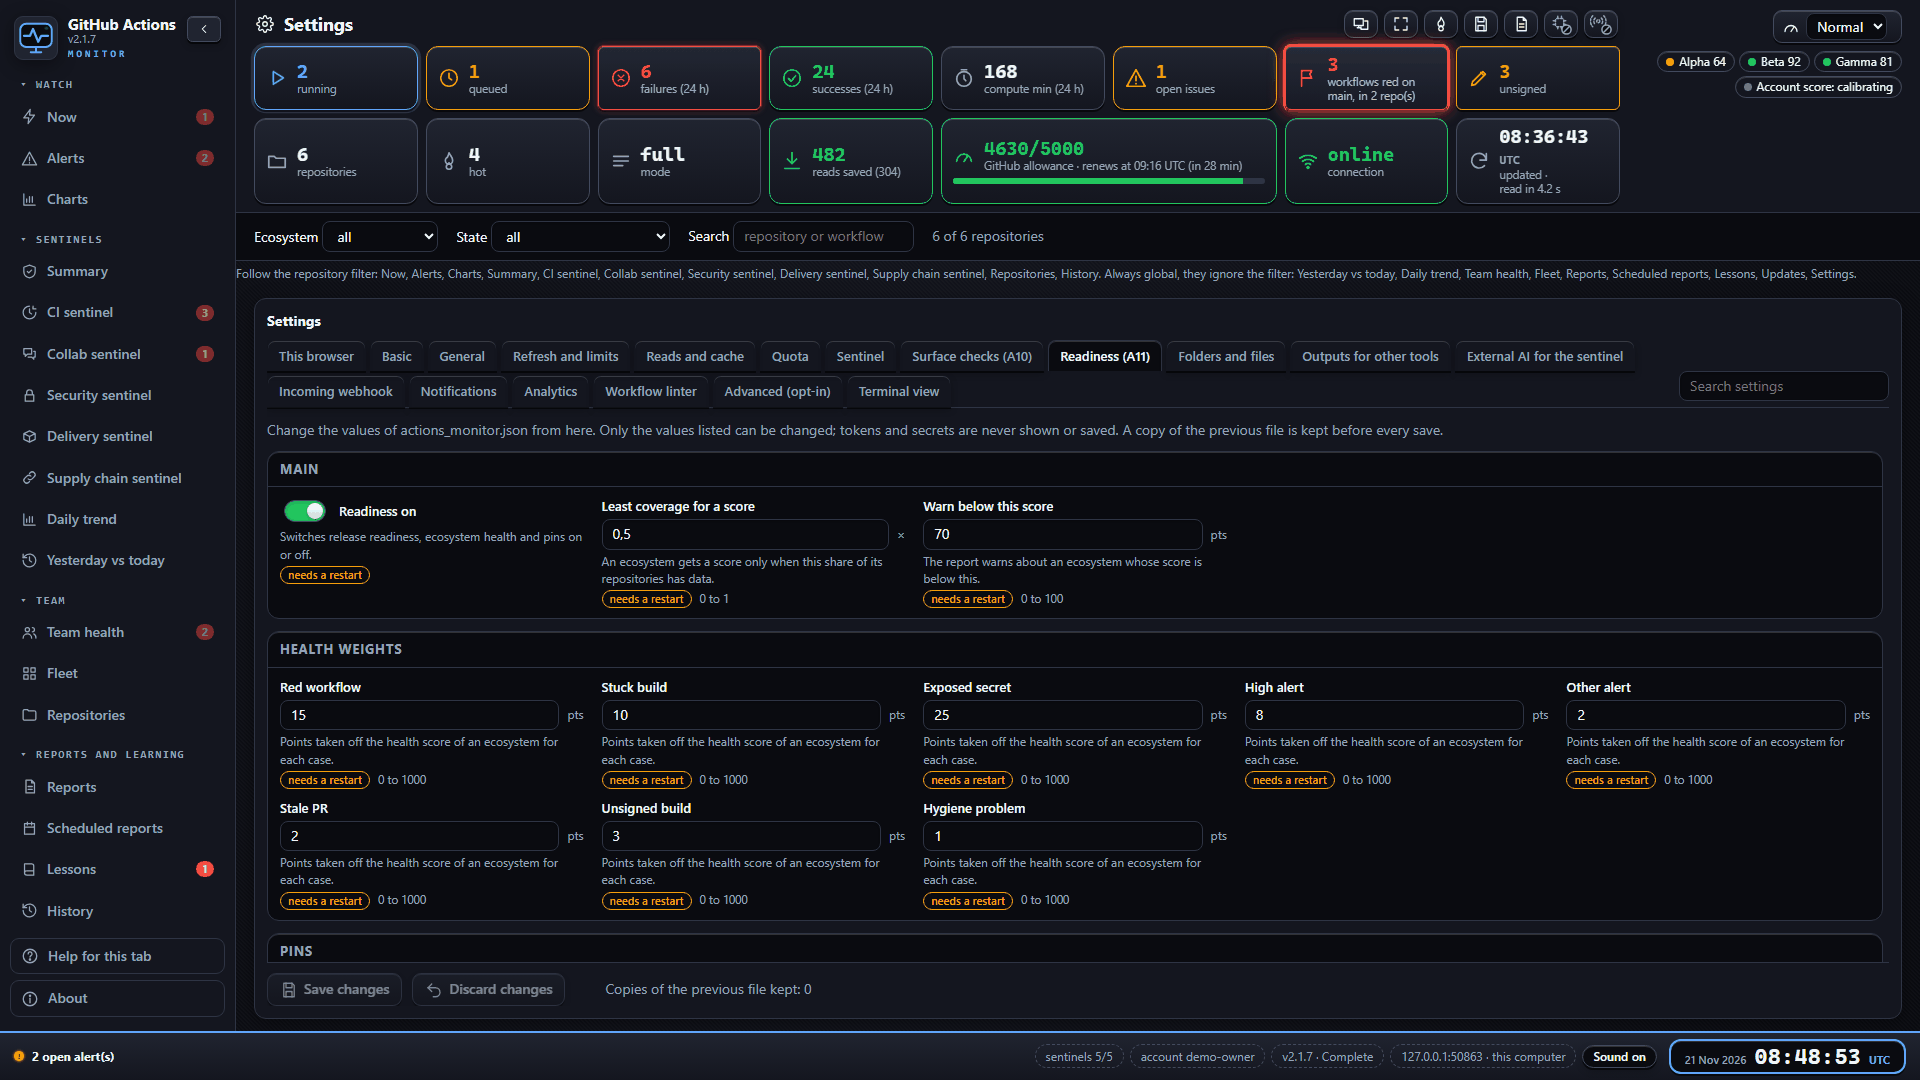 GitHub Actions
v2.1.7
MONITOR
WATCH
Now 1
Alerts 2
Charts
SENTINELS
Summary
CI sentinel 3
Collab sentinel 1
Security sentinel
Delivery sentinel
Supply chain sentinel
Daily trend
Yesterday vs today
TEAM
Team health 2
Fleet
Repositories
REPORTS AND LEARNING
Reports
Scheduled reports
Lessons 1
History
Help for this tab
About
Settings
Normal
2 running
1 queued
6 failures (24 h)
24 successes (24 h)
168 compute min (24 h)
1 open issues
3 workflows red on main, in 2 repo(s)
3 unsigned
Alpha 64 Beta 92 Gamma 81
Account score: calibrating
6 repositories
4 hot
full mode
482 reads saved (304)
4630/5000
GitHub allowance · renews at 09:16 UTC (in 28 min)
online connection
08:36:43
UTC
updated ·
read in 4.2 s
Ecosystem all State all Search repository or workflow 6 of 6 repositories
Follow the repository filter: Now, Alerts, Charts, Summary, CI sentinel, Collab sentinel, Security sentinel, Delivery sentinel, Supply chain sentinel, Repositories, History. Always global, they ignore the filter: Yesterday vs today, Daily trend, Team health, Fleet, Reports, Scheduled reports, Lessons, Updates, Settings.
Settings
This browser Basic General Refresh and limits Reads and cache Quota Sentinel Surface checks (A10) Readiness (A11) Folders and files Outputs for other tools External AI for the sentinel
Incoming webhook Notifications Analytics Workflow linter Advanced (opt-in) Terminal view Search settings
Change the values of actions_monitor.json from here. Only the values listed can be changed; tokens and secrets are never shown or saved. A copy of the previous file is kept before every save.
MAIN
Readiness on
Switches release readiness, ecosystem health and pins on
or off.
needs a restart
Least coverage for a score
0,5 ×
An ecosystem gets a score only when this share of its
repositories has data.
needs a restart 0 to 1
Warn below this score
70 pts
The report warns about an ecosystem whose score is
below this.
needs a restart 0 to 100
HEALTH WEIGHTS
Red workflow
15 pts
Points taken off the health score of an ecosystem for
each case.
needs a restart 0 to 1000
Stuck build
10 pts
Points taken off the health score of an ecosystem for
each case.
needs a restart 0 to 1000
Exposed secret
25 pts
Points taken off the health score of an ecosystem for
each case.
needs a restart 0 to 1000
High alert
8 pts
Points taken off the health score of an ecosystem for
each case.
needs a restart 0 to 1000
Other alert
2 pts
Points taken off the health score of an ecosystem for
each case.
needs a restart 0 to 1000
Stale PR
2 pts
Points taken off the health score of an ecosystem for
each case.
needs a restart 0 to 1000
Unsigned build
3 pts
Points taken off the health score of an ecosystem for
each case.
needs a restart 0 to 1000
Hygiene problem
1 pts
Points taken off the health score of an ecosystem for
each case.
needs a restart 0 to 1000
PINS
Save changes Discard changes Copies of the previous file kept: 0
2 open alert(s)
sentinels 5/5 account demo-owner v2.1.7 · Complete 127.0.0.1:50863 · this computer Sound on 21 Nov 2026 08:48:53 UTC